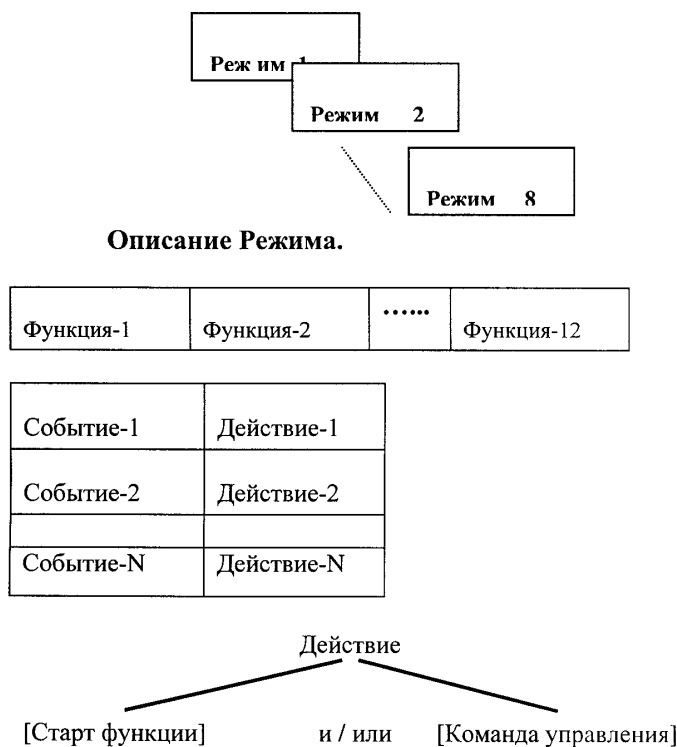 Реж им 1
Режим 2
Режим 8
Описание Режима.
Функция-1 Функция-2 ...... Функция-12
Событие-1 Действие-1
Событие-2 Действие-2
Событие-N Действие-N
Действие
[Старт функции] и / или [Команда управления]